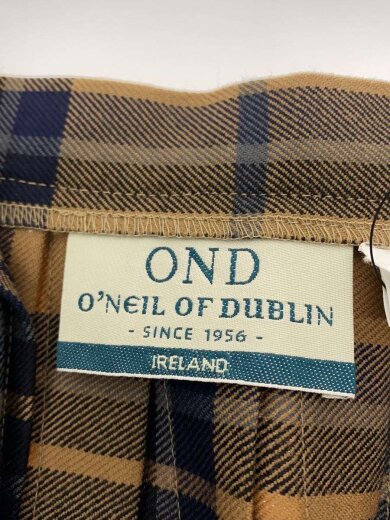 OND
O'NEIL OF DUBLIN
- SINCE 1956 -
IRELAND